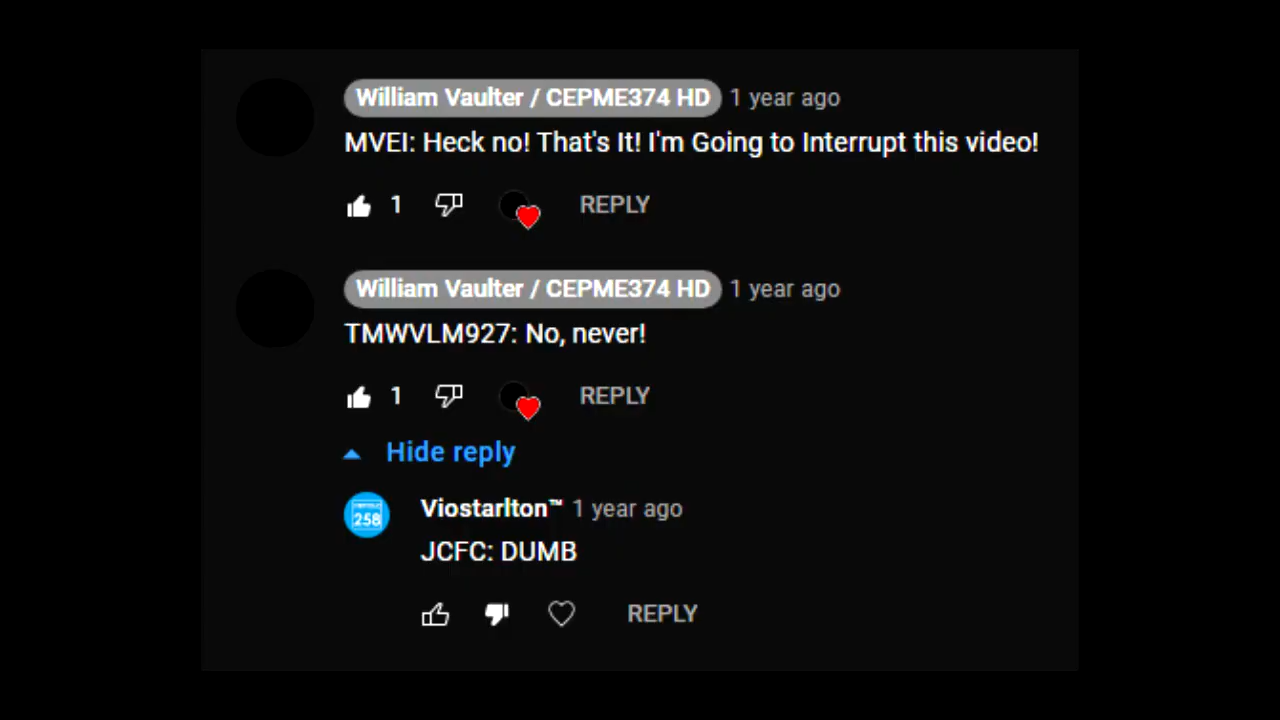 William Vaulter / CEPME374 HD 1 year ago
MVEI: Heck no! That's It! I'm Going to Interrupt this video!
1 REPLY
William Vaulter / CEPME374 HD 1 year ago
TMWVLM927: No, never!
1 REPLY
Hide reply
258
Viostarlton™ 1 year ago
JCFC: DUMB
REPLY